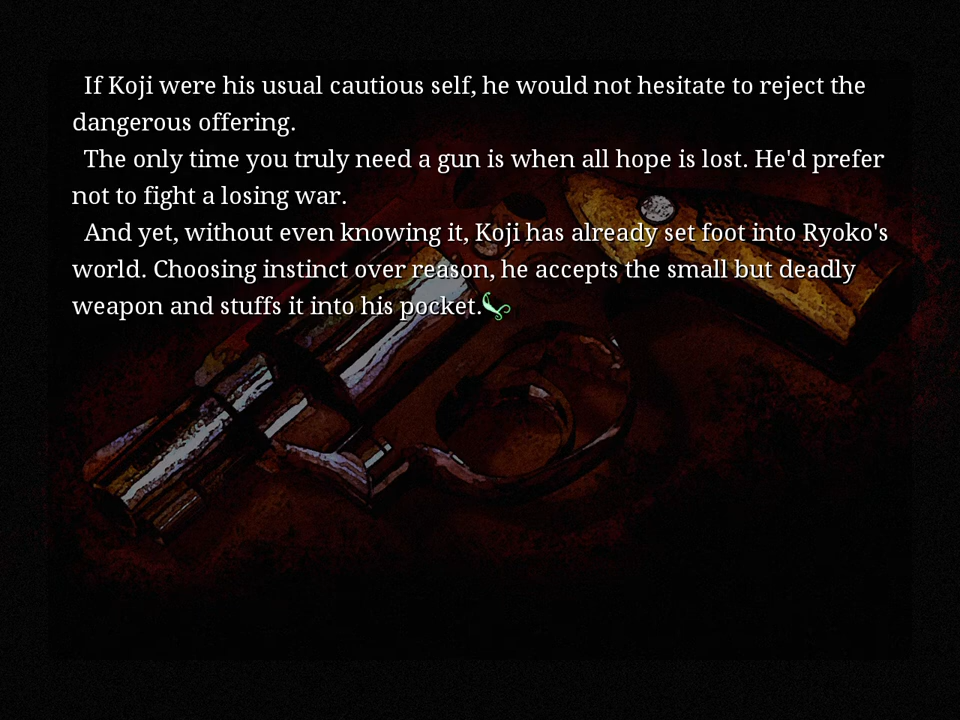 If Koji were his usual cautious self, he would not hesitate to reject the
dangerous offering.
The only time you truly need a gun is when all hope is lost. He'd prefer
not to fight a losing war.
And yet, without even knowing it, Koji has already set foot into Ryoko's
world. Choosing instinct over reason, he accepts the small but deadly
weapon and stuffs it into his pocket.